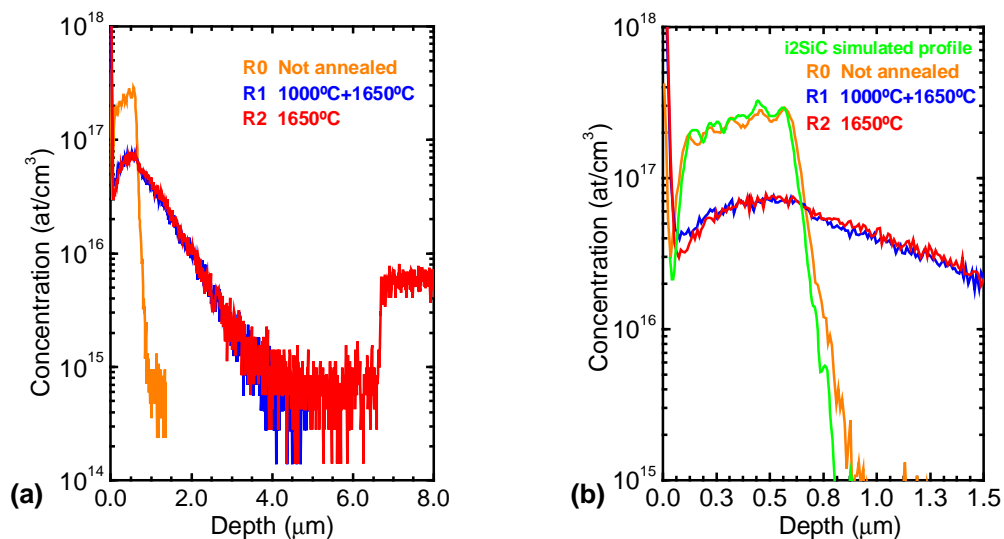 10^18
10^17
10^16
10^15
10^14
Concentration (at/cm^3)
R0 Not annealed
R1 1000ºC+1650ºC
R2 1650ºC
0.0 2.0 4.0 6.0 8.0
Depth (μm)
(a)
10^18
10^17
10^16
10^15
Concentration (at/cm^3)
i2SiC simulated profile
R0 Not annealed
R1 1000ºC+1650ºC
R2 1650ºC
0.0 0.3 0.5 0.8 1.0 1.3 1.5
Depth (μm)
(b)